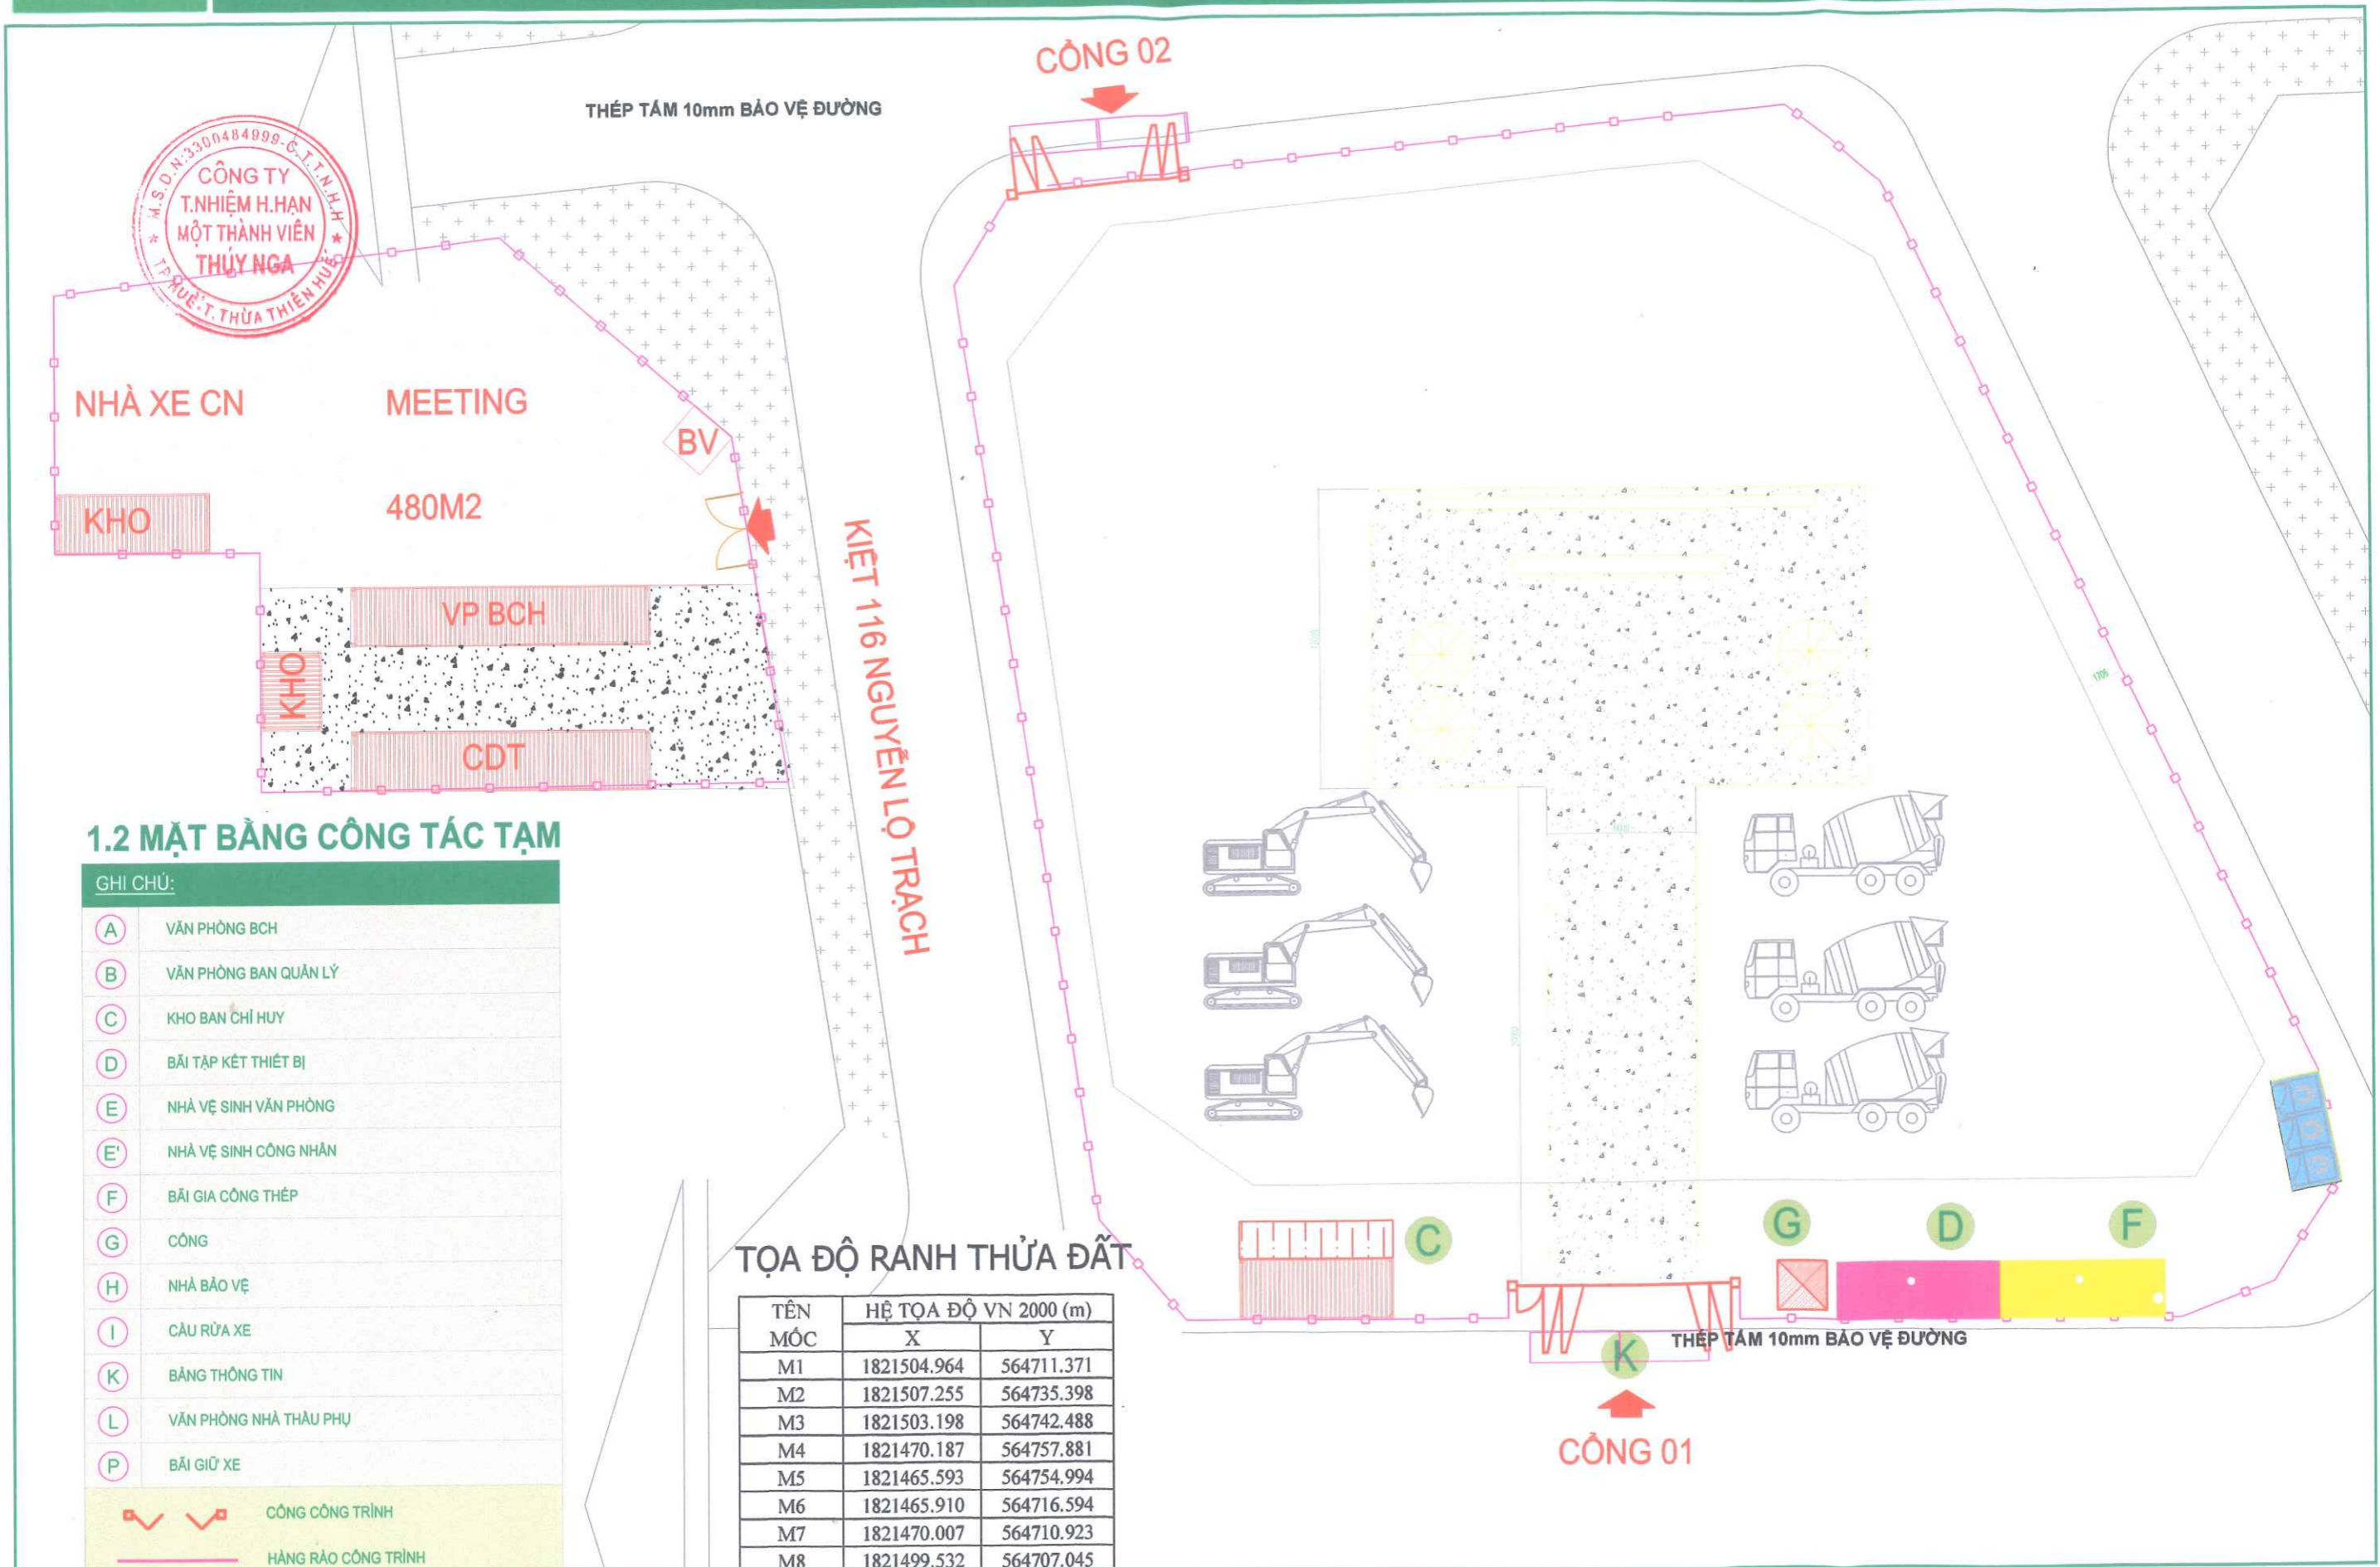 CỔNG 02
THÉP TẤM 10mm BẢO VỆ ĐƯỜNG
M.S.D.N:3300484999-C.T.T.N.H.H
CÔNG TY
T.NHIỆM H.HẠN
MỘT THÀNH VIÊN
THÚY NGA
TP HUẾ-T.THỪA THIÊN HUẾ
NHÀ XE CN
MEETING
BV
KHO
480M2
VP BCH
KHO
CDT
KIỆT 116 NGUYỄN LỘ TRẠCH
1706
1.2 MẶT BẰNG CÔNG TÁC TẠM
GHI CHÚ:
A VĂN PHÒNG BCH
B VĂN PHÒNG BAN QUẢN LÝ
C KHO BAN CHỈ HUY
D BÃI TẬP KẾT THIẾT BỊ
E NHÀ VỆ SINH VĂN PHÒNG
E' NHÀ VỆ SINH CÔNG NHÂN
F BÃI GIA CÔNG THÉP
G CỔNG
H NHÀ BẢO VỆ
I CẦU RỬA XE
K BẢNG THÔNG TIN
L VĂN PHÒNG NHÀ THẦU PHỤ
P BÃI GIỮ XE
CỔNG CÔNG TRÌNH
HÀNG RÀO CÔNG TRÌNH
TỌA ĐỘ RANH THỬA ĐẤT
TÊN MỐC HỆ TỌA ĐỘ VN 2000 (m)
X Y
M1 1821504.964 564711.371
M2 1821507.255 564735.398
M3 1821503.198 564742.488
M4 1821470.187 564757.881
M5 1821465.593 564754.994
M6 1821465.910 564716.594
M7 1821470.007 564710.923
M8 1821499.532 564707.045
C
G
D
F
K
THÉP TẤM 10mm BẢO VỆ ĐƯỜNG
CỔNG 01